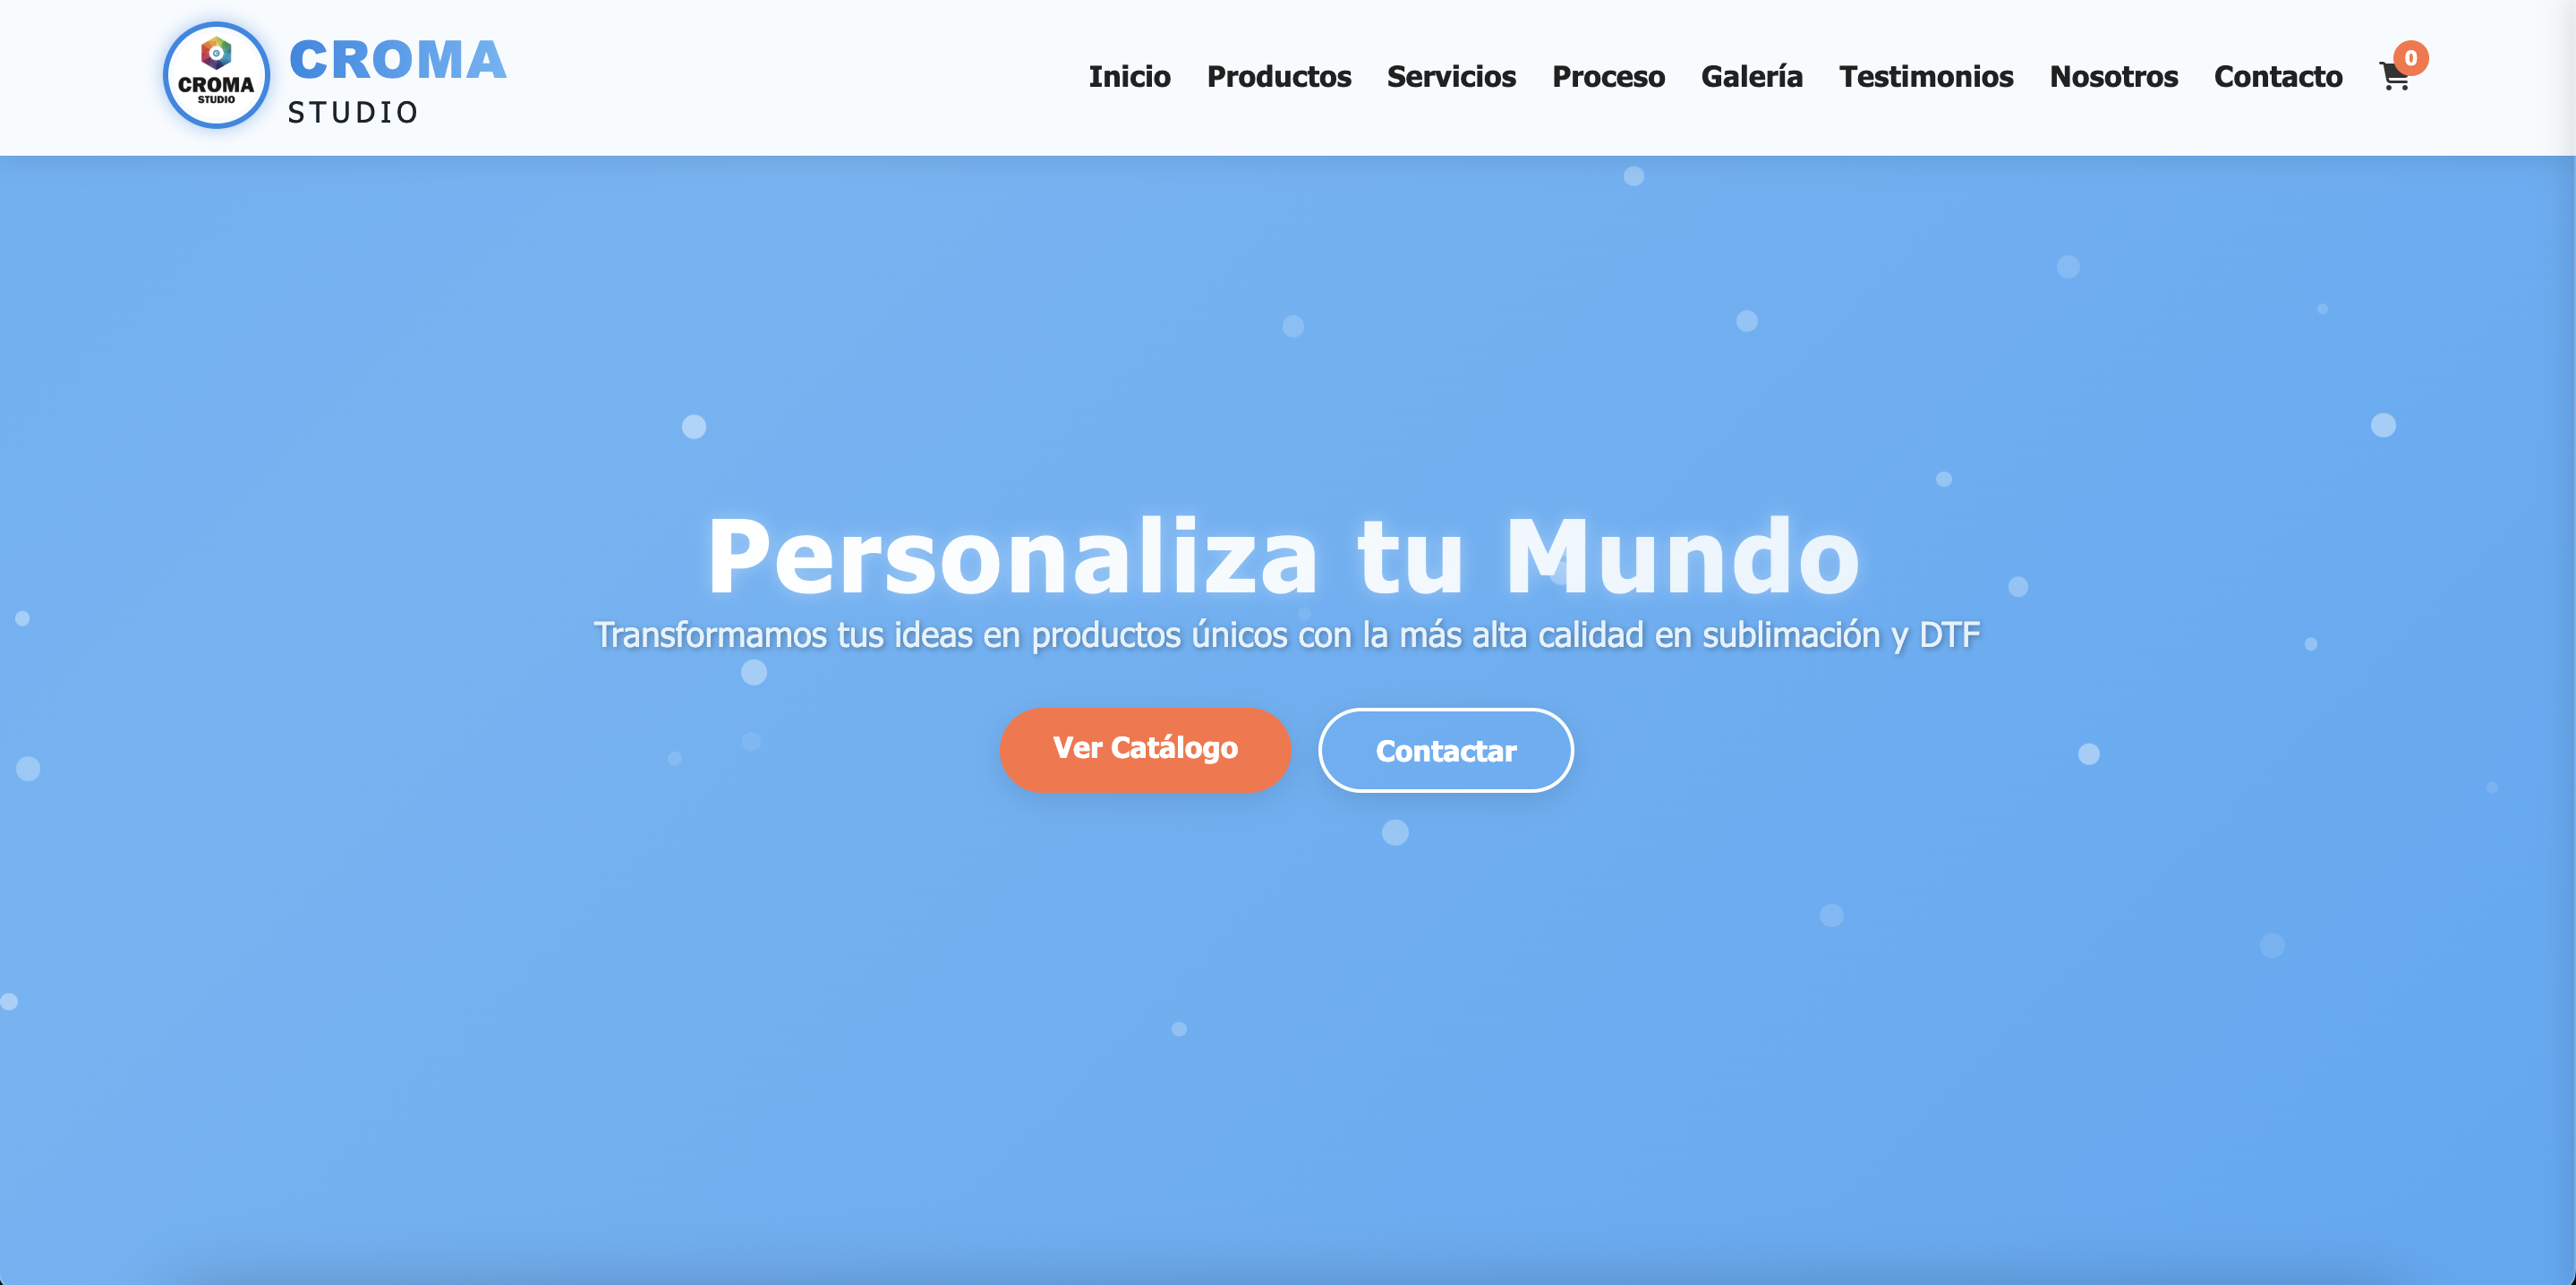 CROMA
STUDIO
CROMA
STUDIO
Inicio Productos Servicios Proceso Galería Testimonios Nosotros Contacto 0
Personaliza tu Mundo
Transformamos tus ideas en productos únicos con la más alta calidad en sublimación y DTF
Ver Catálogo Contactar